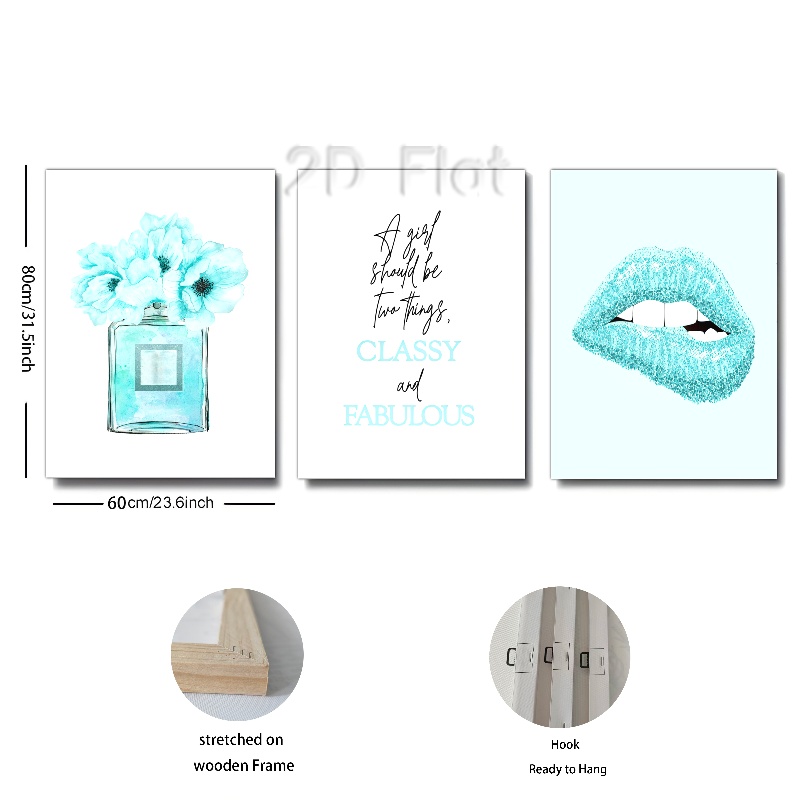 2D Flat
80cm/31.5inch
A girl
should be
two things,
CLASSY
and
FABULOUS
60cm/23.6inch
stretched on
wooden Frame
Hook
Ready to Hang